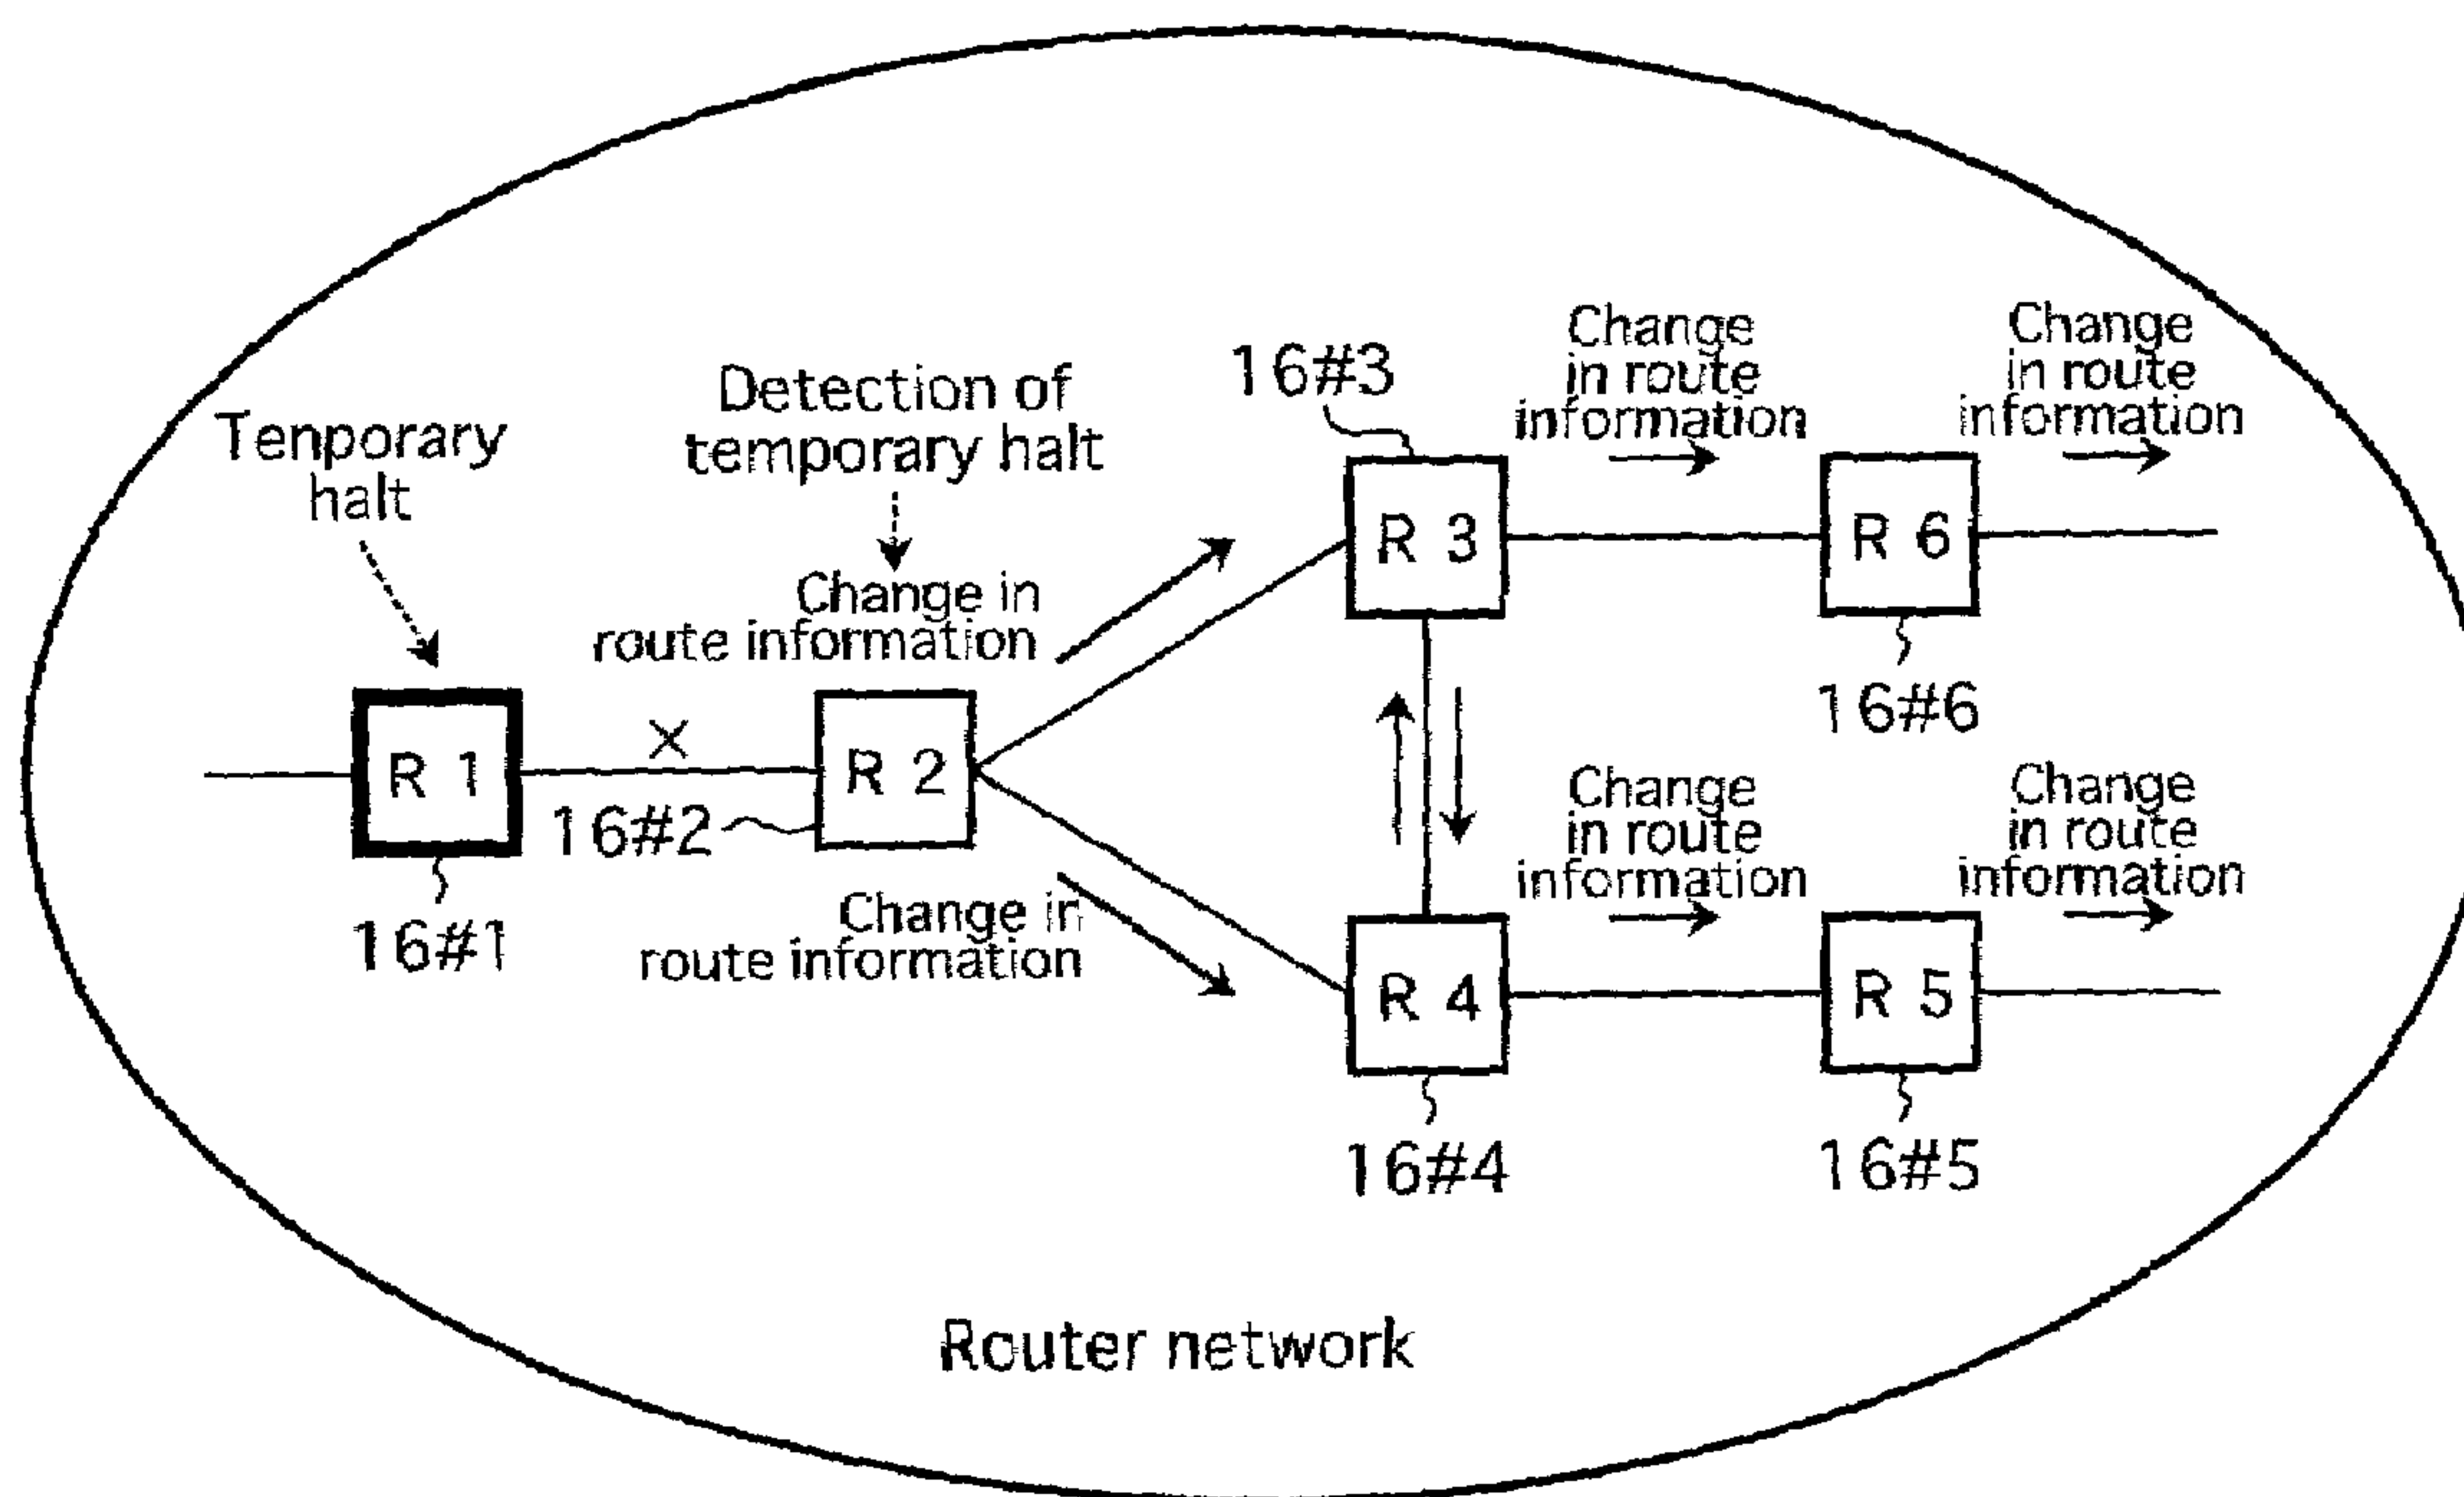 Tenporary
halt
Detection of
temporary halt
Change in
route information
16#3
Change
in route
information
Change
in route
information
R 3
R 6
16#6
R 1
×
R 2
16#2
16#1
Change in
route information
Change
in route
information
Change
in route
information
R 4
R 5
16#4
16#5
Router network